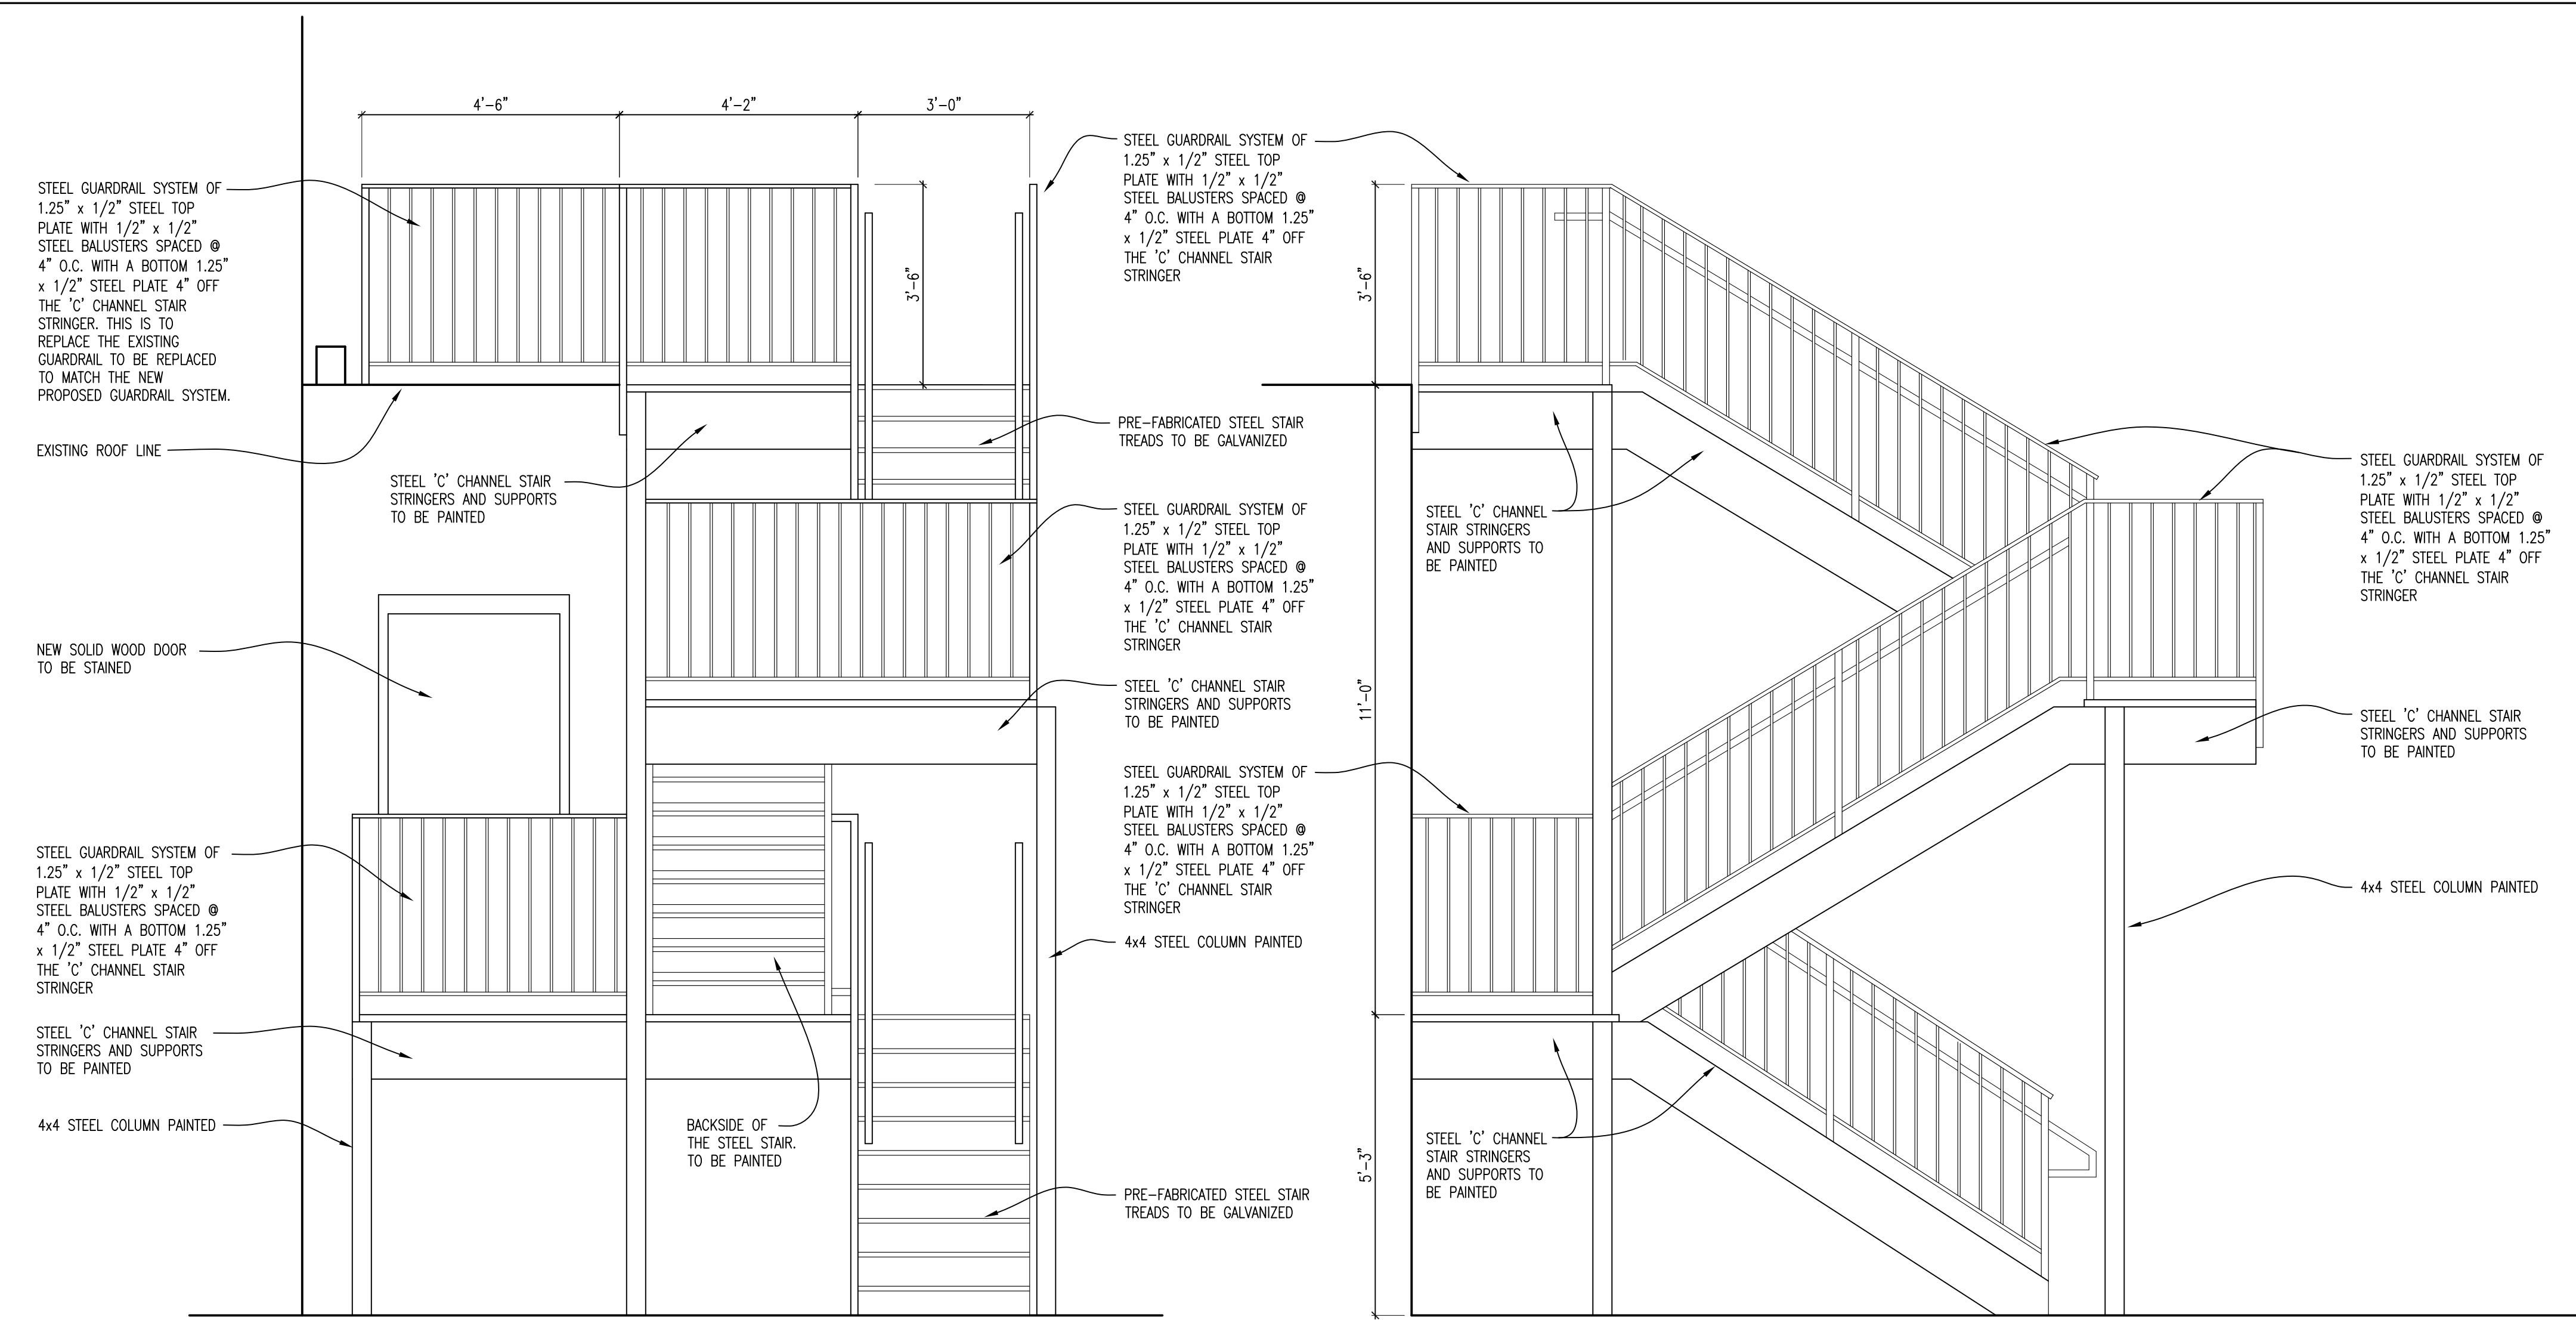 4'-6"
4'-2"
3'-0"
STEEL GUARDRAIL SYSTEM OF
1.25" x 1/2" STEEL TOP
PLATE WITH 1/2" x 1/2"
STEEL BALUSTERS SPACED @
4" O.C. WITH A BOTTOM 1.25"
x 1/2" STEEL PLATE 4" OFF
THE 'C' CHANNEL STAIR
STRINGER. THIS IS TO
REPLACE THE EXISTING
GUARDRAIL TO BE REPLACED
TO MATCH THE NEW
PROPOSED GUARDRAIL SYSTEM.
EXISTING ROOF LINE
STEEL 'C' CHANNEL STAIR
STRINGERS AND SUPPORTS
TO BE PAINTED
NEW SOLID WOOD DOOR
TO BE STAINED
STEEL GUARDRAIL SYSTEM OF
1.25" x 1/2" STEEL TOP
PLATE WITH 1/2" x 1/2"
STEEL BALUSTERS SPACED @
4" O.C. WITH A BOTTOM 1.25"
x 1/2" STEEL PLATE 4" OFF
THE 'C' CHANNEL STAIR
STRINGER
STEEL 'C' CHANNEL STAIR
STRINGERS AND SUPPORTS
TO BE PAINTED
4x4 STEEL COLUMN PAINTED
BACKSIDE OF
THE STEEL STAIR.
TO BE PAINTED
3'-6"
STEEL GUARDRAIL SYSTEM OF
1.25" x 1/2" STEEL TOP
PLATE WITH 1/2" x 1/2"
STEEL BALUSTERS SPACED @
4" O.C. WITH A BOTTOM 1.25"
x 1/2" STEEL PLATE 4" OFF
THE 'C' CHANNEL STAIR
STRINGER
PRE-FABRICATED STEEL STAIR
TREADS TO BE GALVANIZED
STEEL GUARDRAIL SYSTEM OF
1.25" x 1/2" STEEL TOP
PLATE WITH 1/2" x 1/2"
STEEL BALUSTERS SPACED @
4" O.C. WITH A BOTTOM 1.25"
x 1/2" STEEL PLATE 4" OFF
THE 'C' CHANNEL STAIR
STRINGER
STEEL 'C' CHANNEL STAIR
STRINGERS AND SUPPORTS
TO BE PAINTED
STEEL GUARDRAIL SYSTEM OF
1.25" x 1/2" STEEL TOP
PLATE WITH 1/2" x 1/2"
STEEL BALUSTERS SPACED @
4" O.C. WITH A BOTTOM 1.25"
x 1/2" STEEL PLATE 4" OFF
THE 'C' CHANNEL STAIR
STRINGER
4x4 STEEL COLUMN PAINTED
PRE-FABRICATED STEEL STAIR
TREADS TO BE GALVANIZED
3'-6"
11'-0"
5'-3"
STEEL 'C' CHANNEL
STAIR STRINGERS
AND SUPPORTS TO
BE PAINTED
STEEL 'C' CHANNEL
STAIR STRINGERS
AND SUPPORTS TO
BE PAINTED
STEEL GUARDRAIL SYSTEM OF
1.25" x 1/2" STEEL TOP
PLATE WITH 1/2" x 1/2"
STEEL BALUSTERS SPACED @
4" O.C. WITH A BOTTOM 1.25"
x 1/2" STEEL PLATE 4" OFF
THE 'C' CHANNEL STAIR
STRINGER
STEEL 'C' CHANNEL STAIR
STRINGERS AND SUPPORTS
TO BE PAINTED
4x4 STEEL COLUMN PAINTED